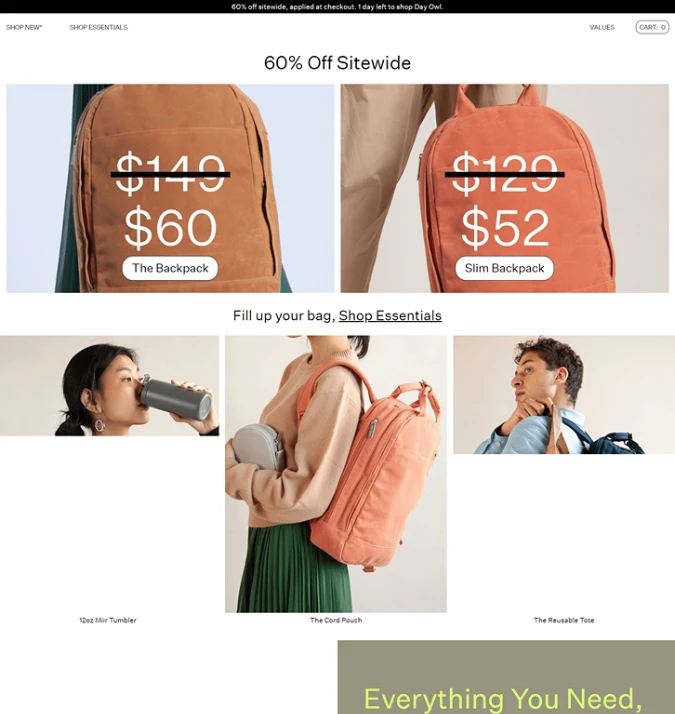 60% off sitewide, applied at checkout. 1 day left to shop Day Owl.
SHOP NEW*
SHOP ESSENTIALS
VALUES
CART: 0
60% Off Sitewide
$149
$60
The Backpack
$129
$52
Slim Backpack
Fill up your bag, Shop Essentials
12oz Miir Tumbler
The Cord Pouch
The Reusable Tote
Everything You Need,